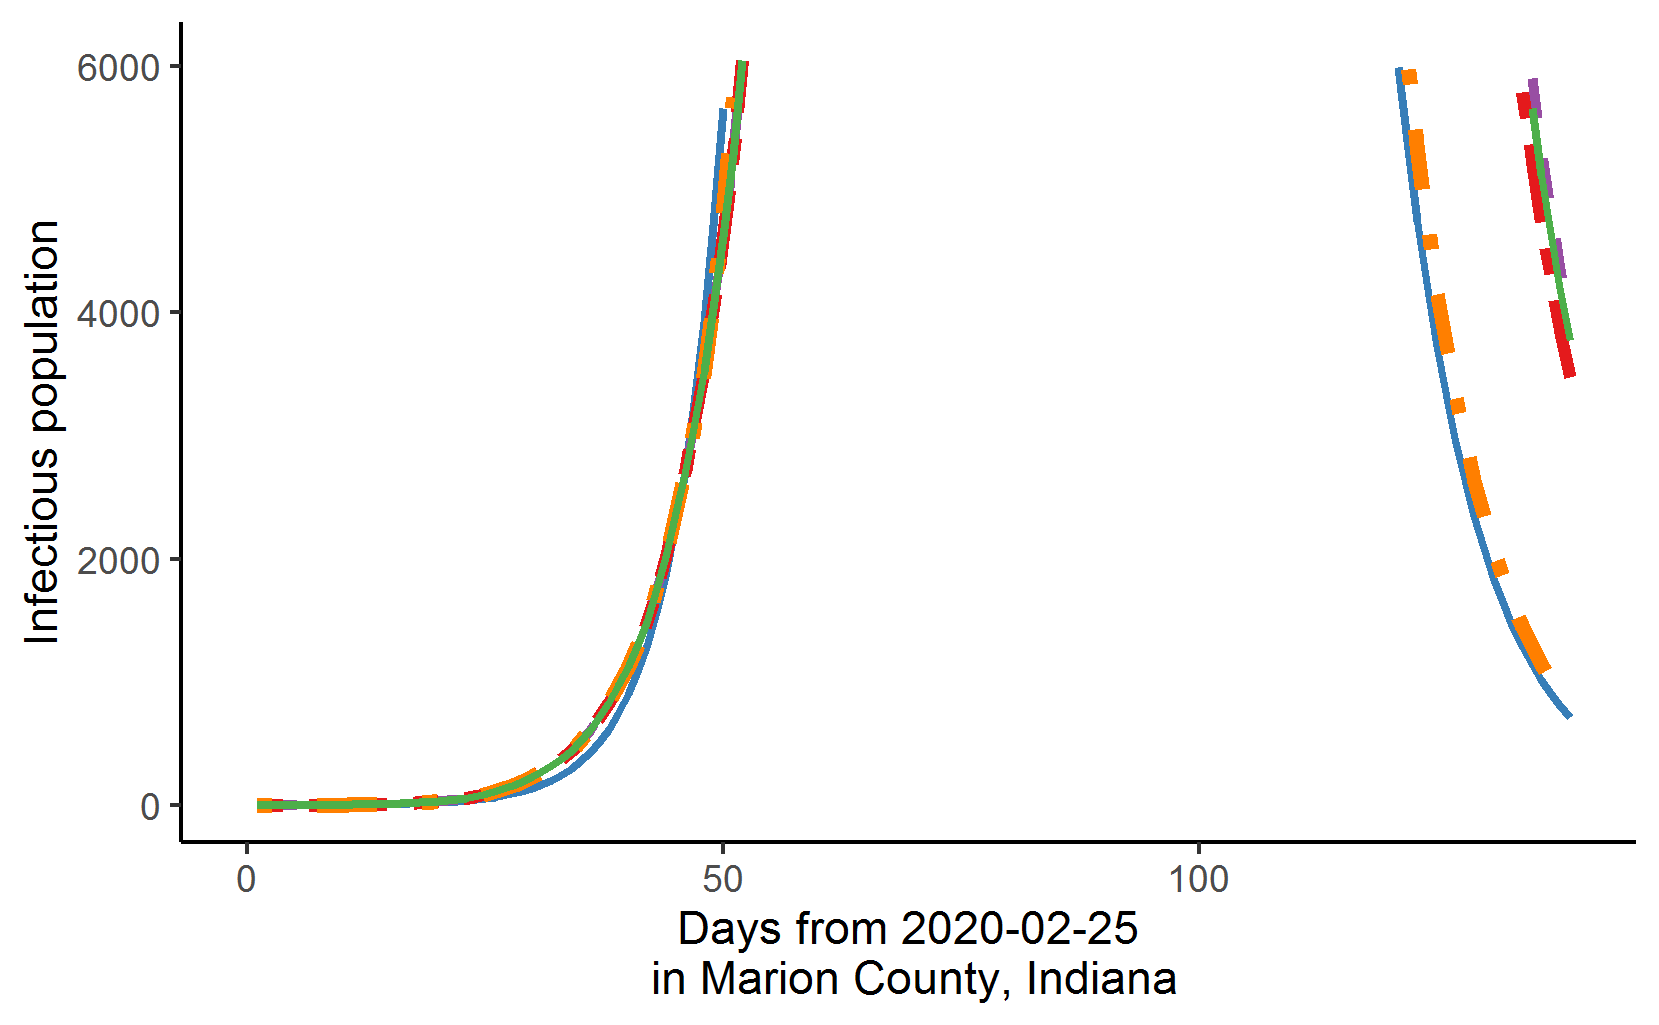 Infectious population
6000
4000
2000
0
0 50 100
Days from 2020-02-25
in Marion County, Indiana